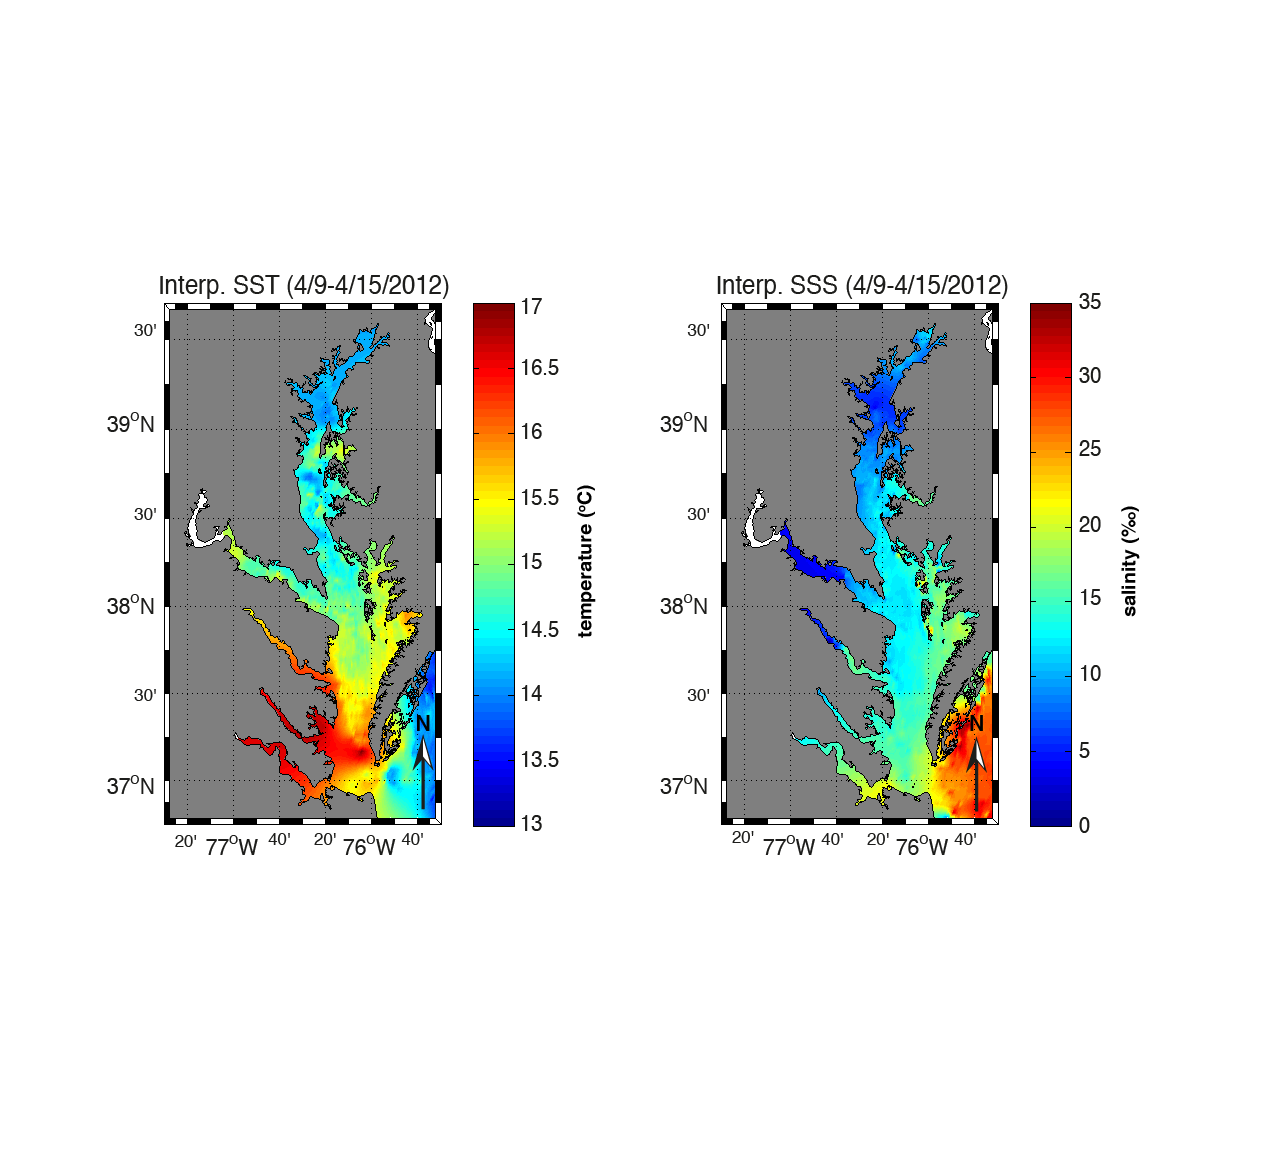 Interp. SST (4/9-4/15/2012)
30'
39°N
30'
38°N
30'
37°N
20' 77°W 40' 20' 76°W 40'
N
17
16.5
16
15.5
15
14.5
14
13.5
13
temperature (°C)
Interp. SSS (4/9-4/15/2012)
30'
39°N
30'
38°N
30'
37°N
20' 77°W 40' 20' 76°W 40'
N
35
30
25
20
15
10
5
0
salinity (‰)